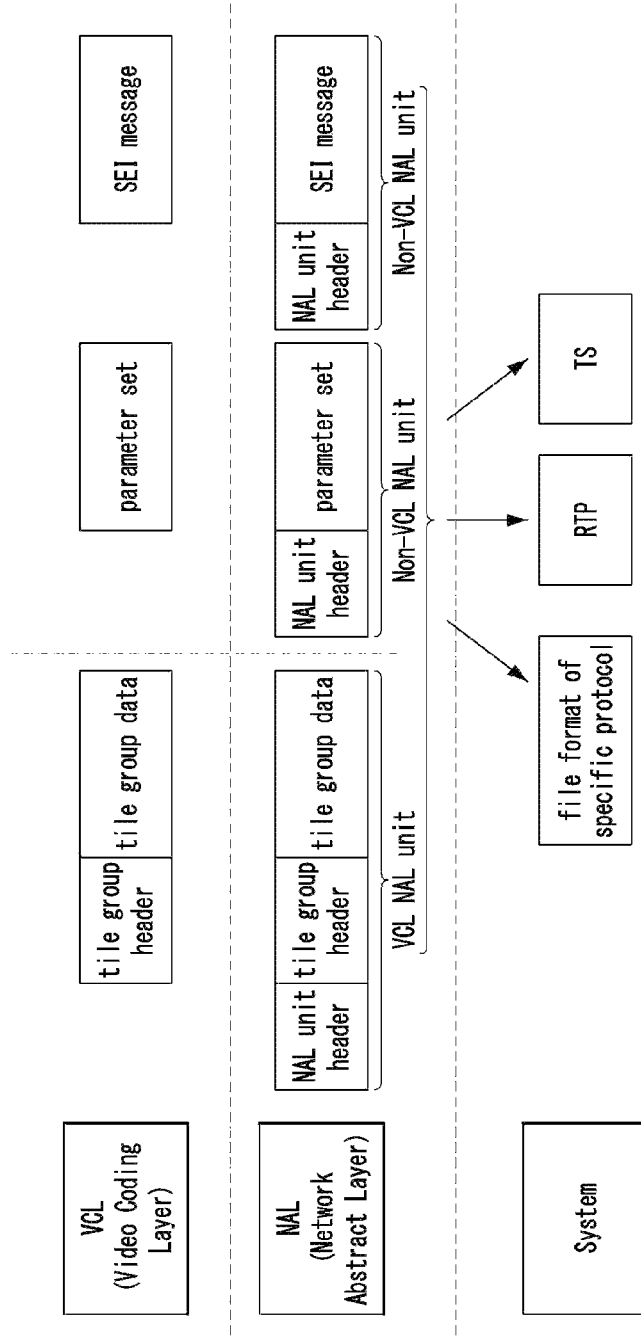 VCL
(Video Coding
Layer)
tile group
header
tile group data
parameter set
SEI message
NAL
(Network
Abstract Layer)
NAL unit
header
tile group
header
tile group data
NAL unit
header
parameter set
NAL unit
header
SEI message
VCL NAL unit
Non-VCL NAL unit
Non-VCL NAL unit
System
file format of
specific protocol
RTP
TS